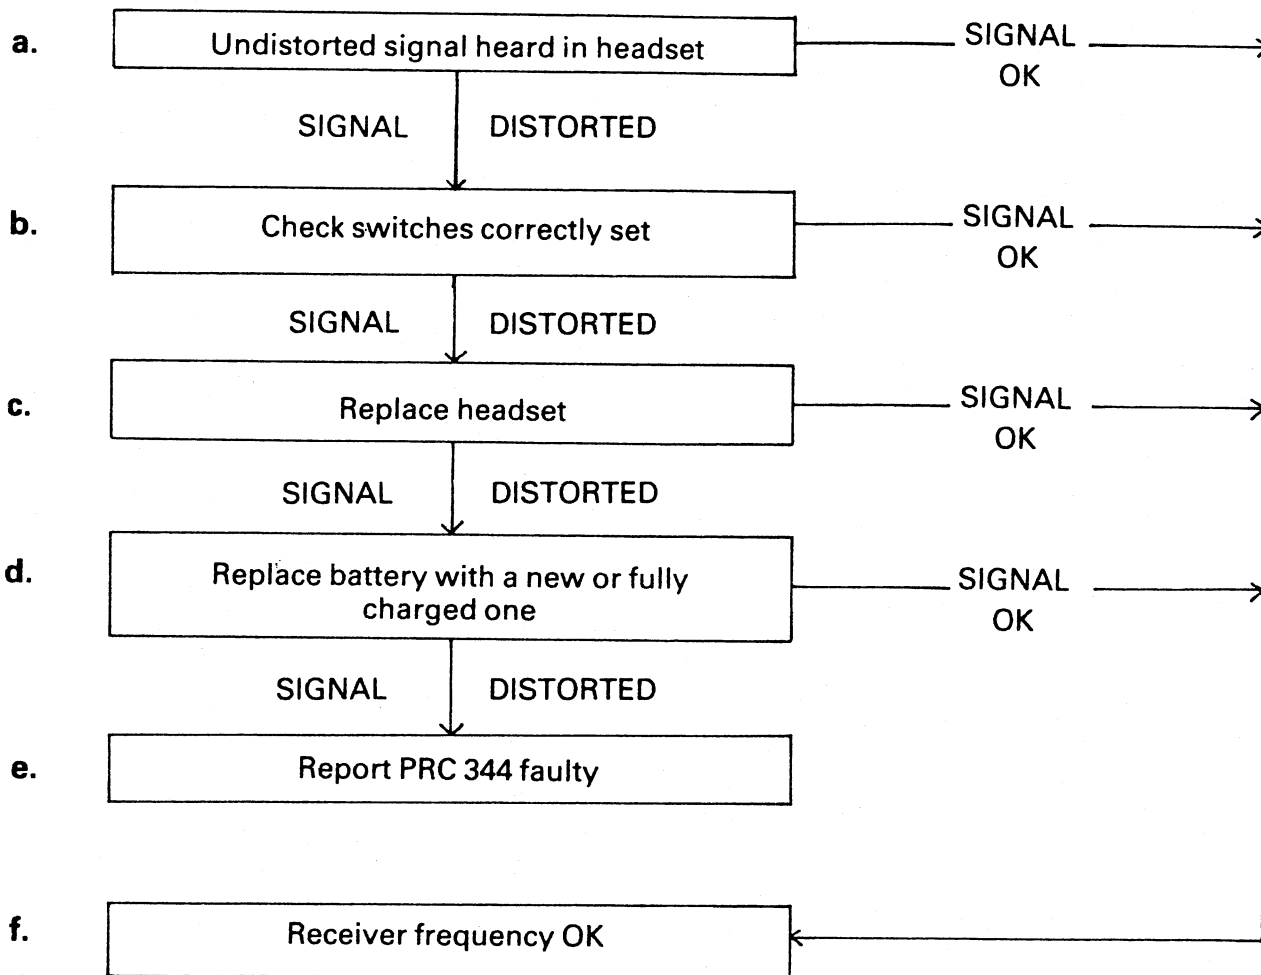 a.
Undistorted signal heard in headset
SIGNAL
OK
SIGNAL DISTORTED
b.
Check switches correctly set
SIGNAL
OK
SIGNAL DISTORTED
c.
Replace headset
SIGNAL
OK
SIGNAL DISTORTED
d.
Replace battery with a new or fully
charged one
SIGNAL
OK
SIGNAL DISTORTED
e.
Report PRC 344 faulty
f.
Receiver frequency OK